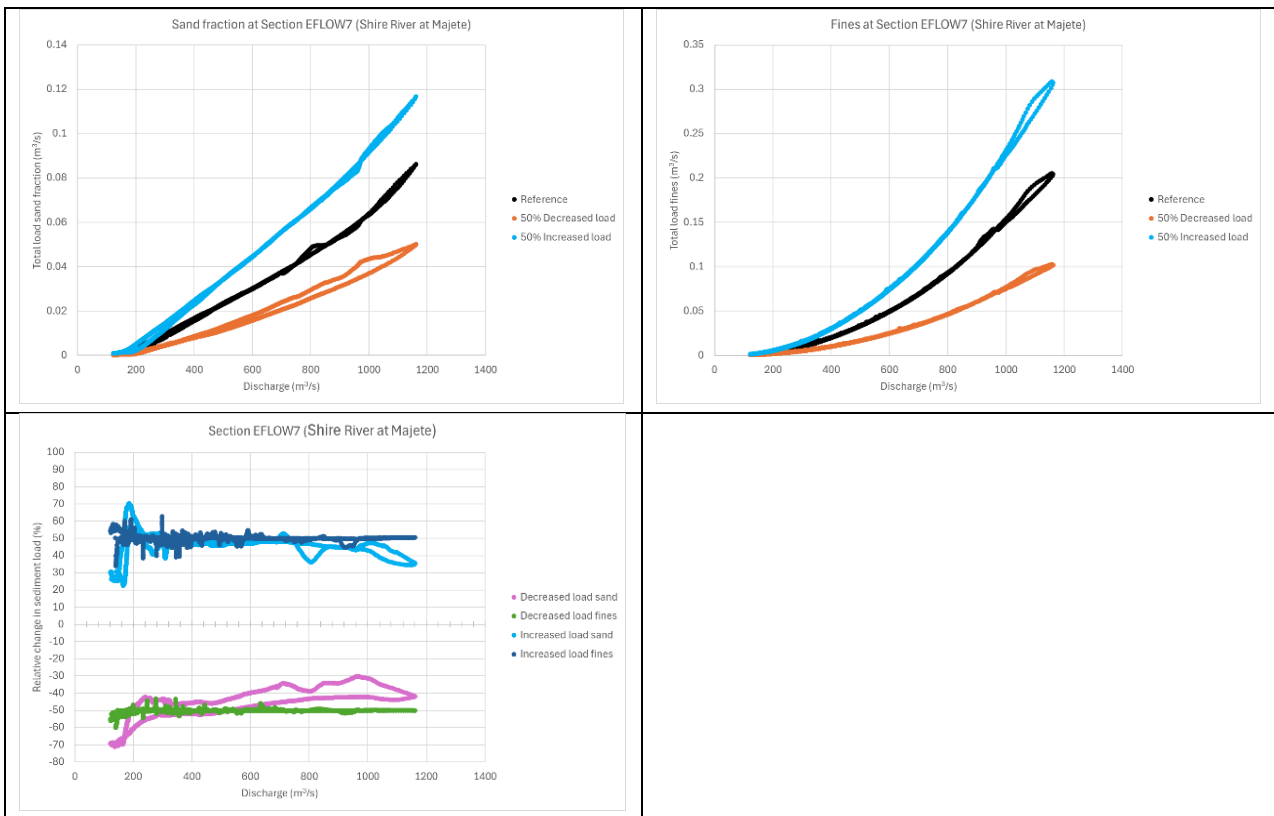 Sand fraction at Section EFLOW7 (Shire River at Majete)
0.14
0.12
0.1
0.08
0.06
0.04
0.02
0
Total load sand fraction (m³/s)
0 200 400 600 800 1000 1200 1400
Discharge (m³/s)
Reference
50% Decreased load
50% Increased load
Fines at Section EFLOW7 (Shire River at Majete)
0.35
0.3
0.25
0.2
0.15
0.1
0.05
0
Total load fines (m³/s)
0 200 400 600 800 1000 1200 1400
Discharge (m³/s)
Reference
50% Decreased load
50% Increased load
Section EFLOW7 (Shire River at Majete)
100
90
80
70
60
50
40
30
20
10
0
-10
-20
-30
-40
-50
-60
-70
-80
Relative change in sediment load (%)
0 200 400 600 800 1000 1200 1400
Discharge (m³/s)
Decreased load sand
Decreased load fines
Increased load sand
Increased load fines